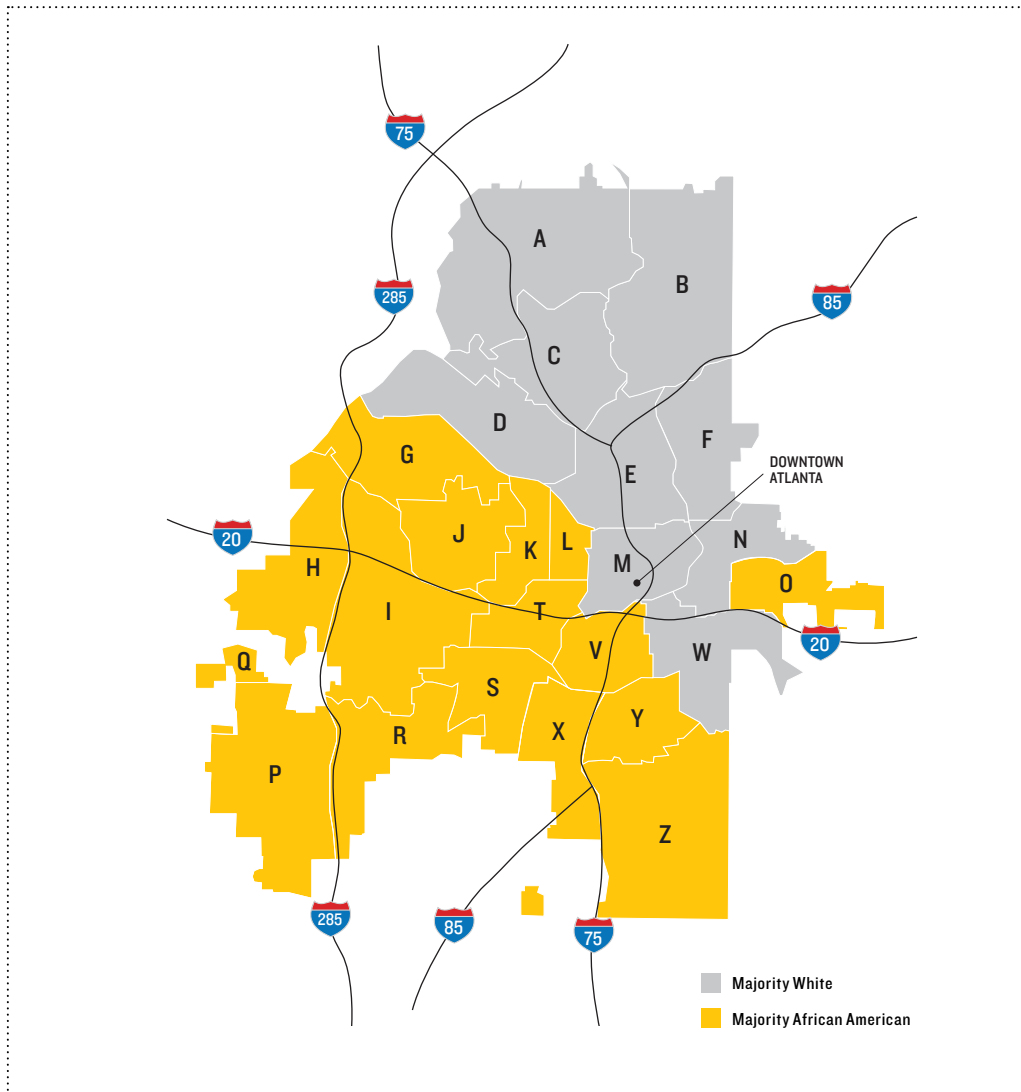 75
A
B
285
85
C
D
F
G
DOWNTOWN
ATLANTA
E
20
J
K
L
N
M
H
O
I
T
20
Q
V
W
S
R
X
Y
P
Z
285
85
75
Majority White
Majority African American